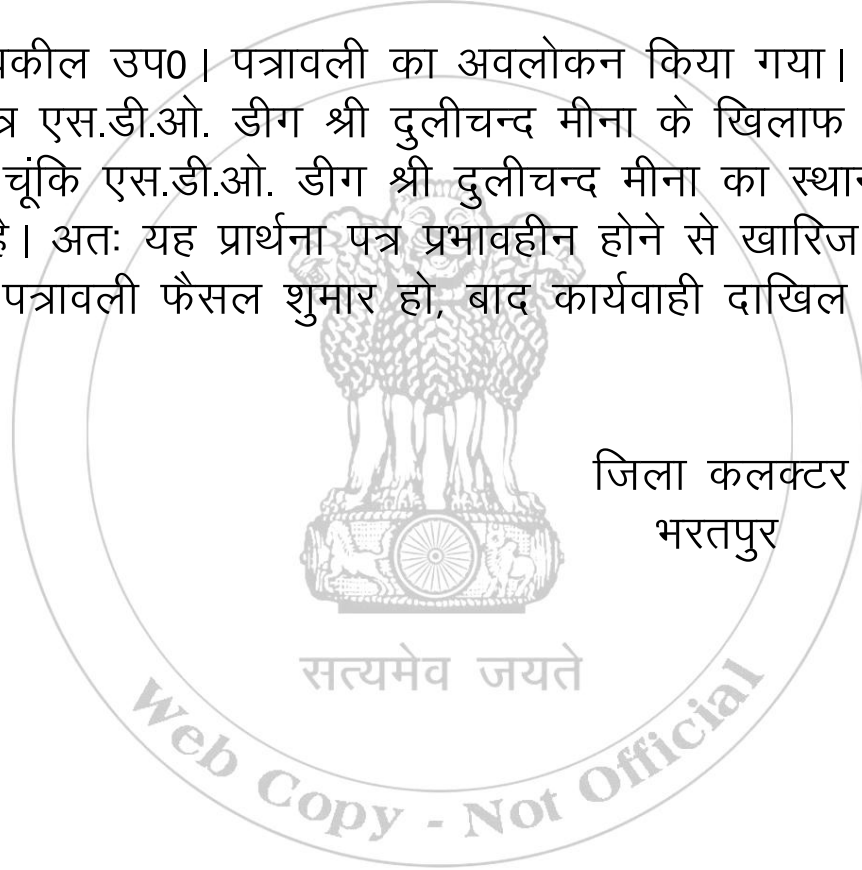 वकील उप0। पत्रावली का अवलोकन किया गया।
त्र एस.डी.ओ. डीग श्री दुलीचन्द मीना के खिलाफ
चूंकि एस.डी.ओ. डीग श्री दुलीचन्द मीना का स्थान
है। अतः यह प्रार्थना पत्र प्रभावहीन होने से खारिज
पत्रावली फैसल शुमार हो, बाद कार्यवाही दाखिल
जिला कलक्टर
भरतपुर
सत्यमेव जयते
Web Copy - Not Official